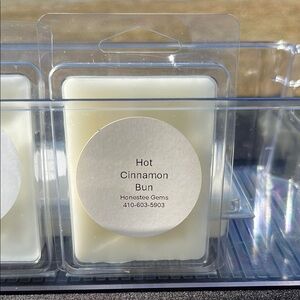 Hot
Cinnamon
Bun
Honestee Gems
410-603-5903